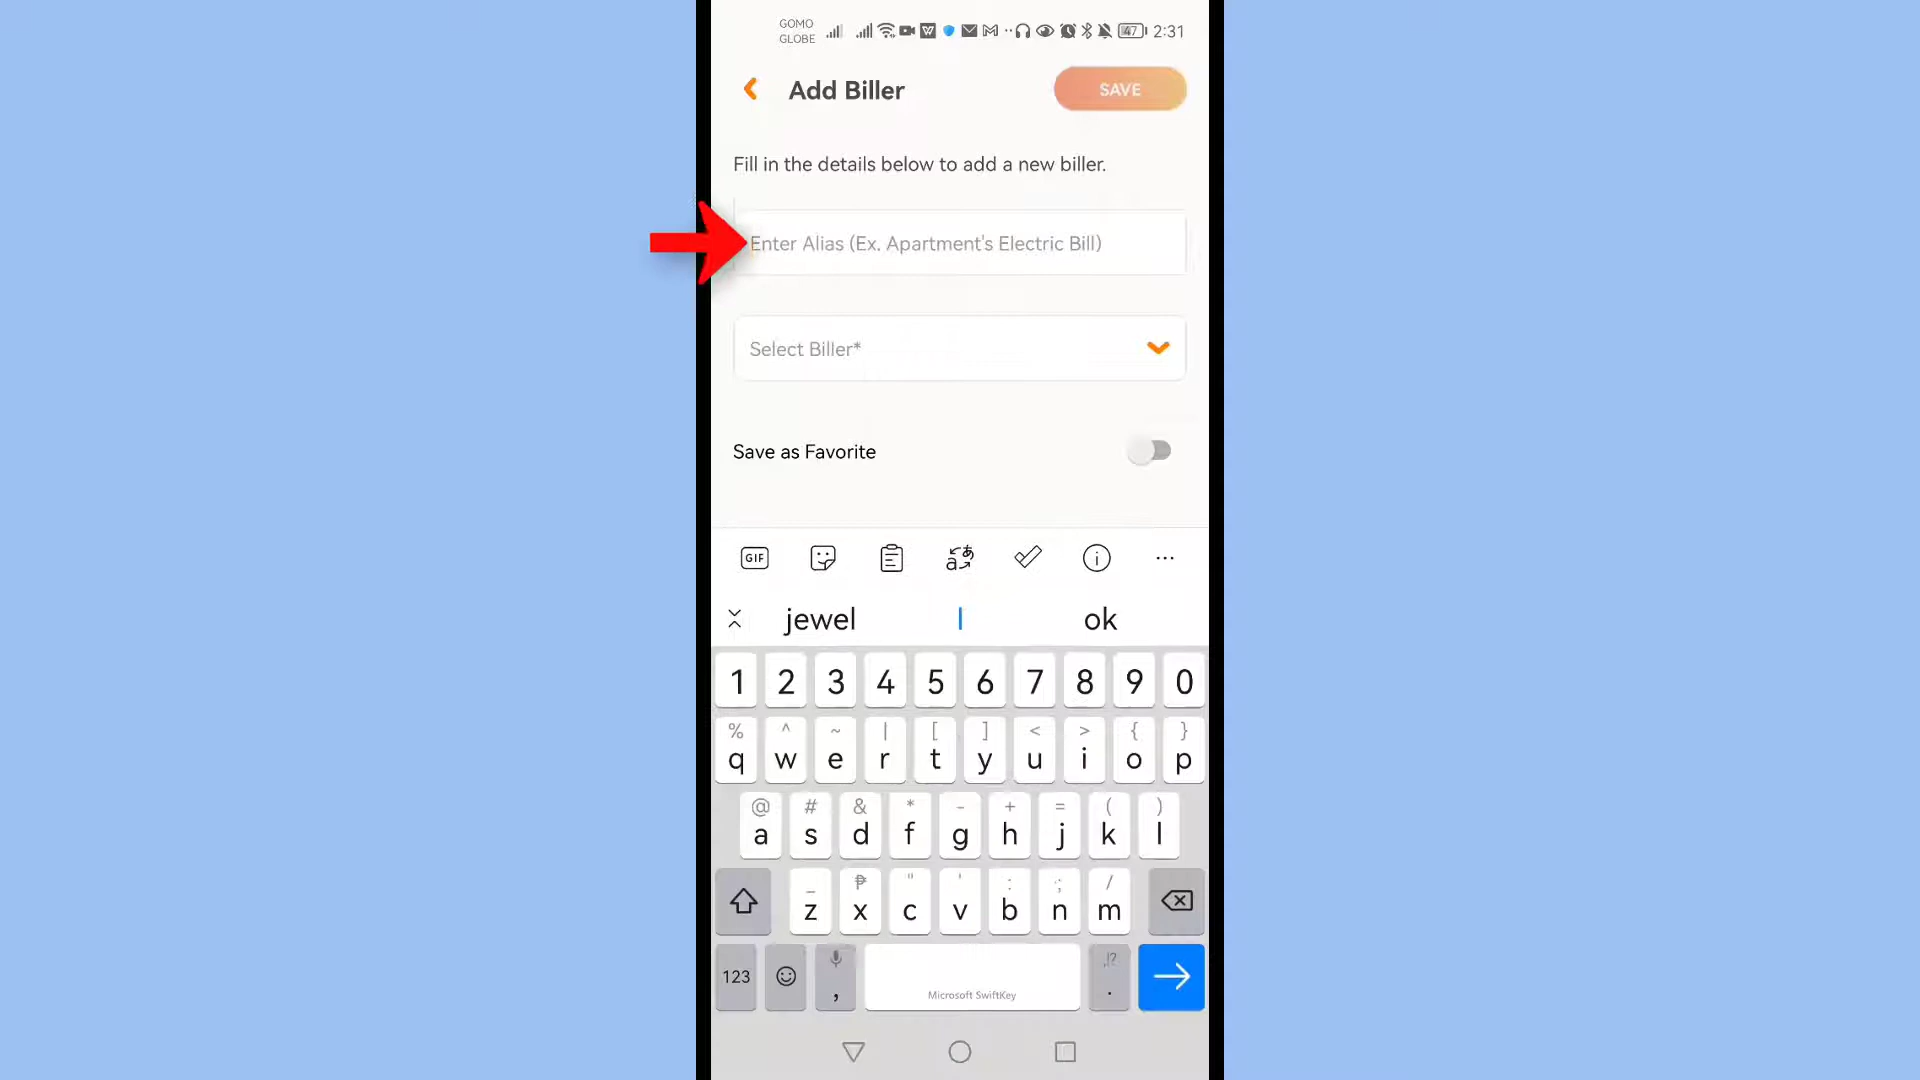 GOMO
GLOBE
47 2:31
Add Biller
SAVE
Fill in the details below to add a new biller.
Enter Alias (Ex. Apartment's Electric Bill)
Select Biller*
Save as Favorite
GIF
jewel
ok
1 2 3 4 5 6 7 8 9 0
% ^ ~ | [ ] < > { }
q w e r t y u i o p
@ # & * - + = ( )
a s d f g h j k l
_ ₱ " ' : ; /
z x c v b n m
,!?
123 , .
Microsoft SwiftKey